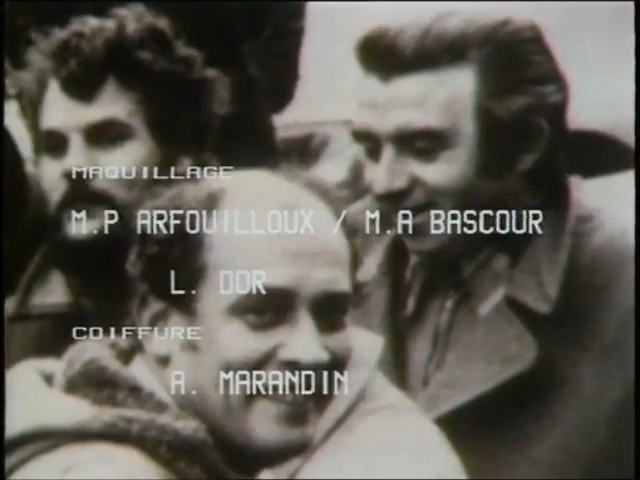 MAQUILLAGE
M.P ARFOUILLOUX / M.A BASCOUR
L. DOR
COIFFURE
A. MARANDIN